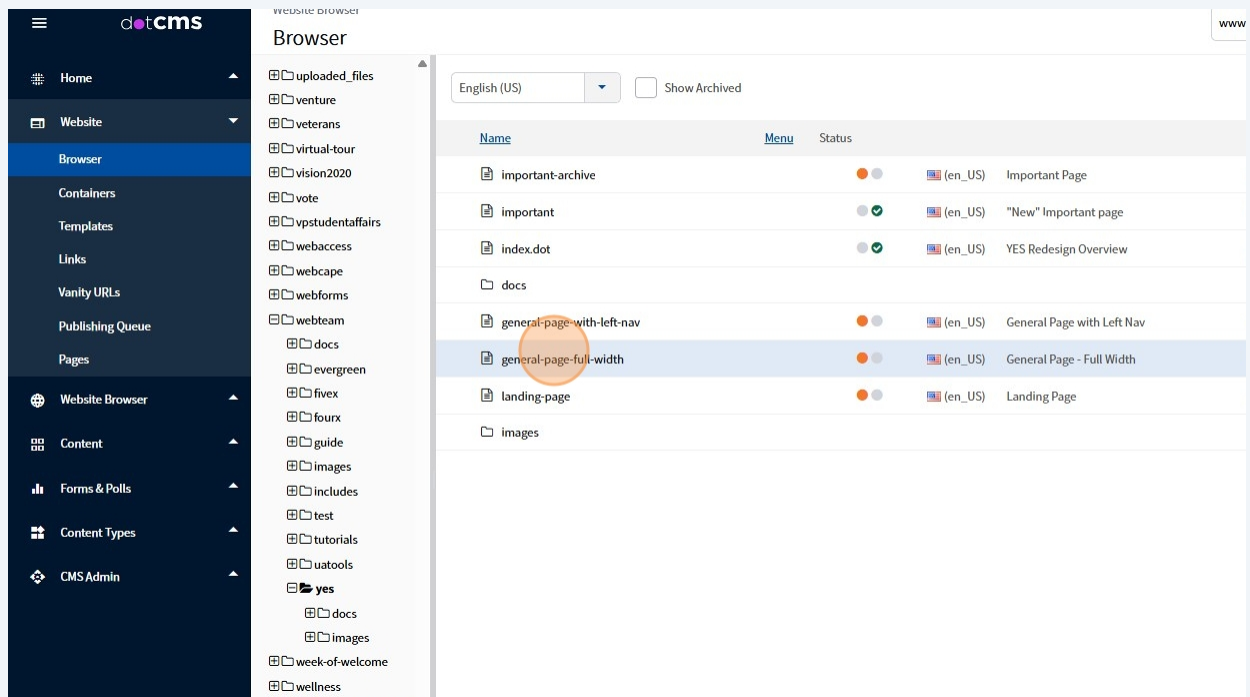 Website Browser
dotCMS
Browser
www
Home
Website
Browser
Containers
Templates
Links
Vanity URLs
Publishing Queue
Pages
Website Browser
Content
Forms & Polls
Content Types
CMS Admin
uploaded_files
venture
veterans
virtual-tour
vision2020
vote
vpstudentaffairs
webaccess
webcape
webforms
webteam
docs
evergreen
fivex
fourx
guide
images
includes
test
tutorials
uatools
yes
docs
images
week-of-welcome
wellness
English (US) Show Archived
Name Menu Status
important-archive (en_US) Important Page
important (en_US) "New" Important page
index.dot (en_US) YES Redesign Overview
docs
general-page-with-left-nav (en_US) General Page with Left Nav
general-page-full-width (en_US) General Page - Full Width
landing-page (en_US) Landing Page
images